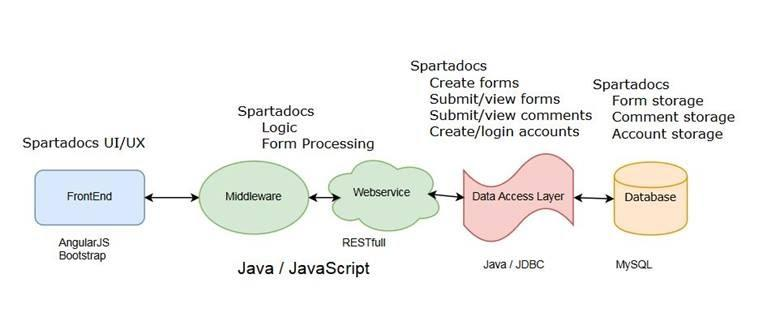 Spartadocs
Create forms
Submit/view forms
Submit/view comments
Create/login accounts
Spartadocs
Form storage
Comment storage
Account storage
Spartadocs
Logic
Form Processing
Spartadocs UI/UX
FrontEnd
Middleware
Webservice
Data Access Layer
Database
AngularJS
Bootstrap
RESTfull
Java / JavaScript
Java / JDBC
MySQL